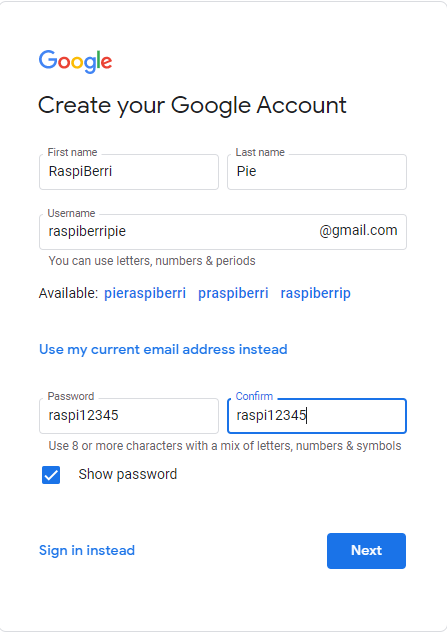 Google
Create your Google Account
First name Last name
RaspiBerri Pie
Username
raspiberripie @gmail.com
You can use letters, numbers & periods
Available: pieraspiberri praspiberri raspiberrip
Use my current email address instead
Password Confirm
raspi12345 raspi12345
Use 8 or more characters with a mix of letters, numbers & symbols
Show password
Sign in instead Next